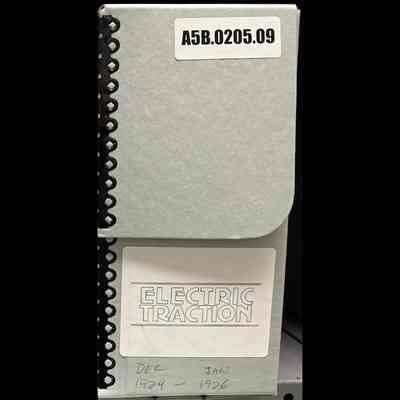 A5B.0205.09
ELECTRIC
TRACTION
DEC JAN
1924 - 1926